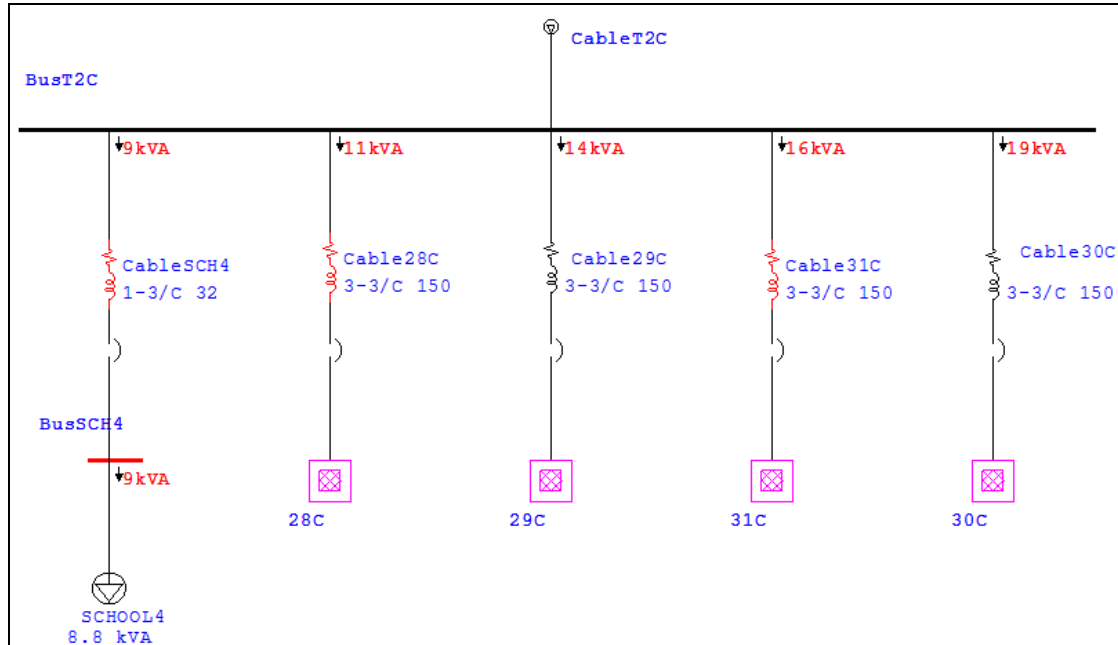 CableT2C
BusT2C
9kVA
11kVA
14kVA
16kVA
19kVA
CableSCH4
1-3/C 32
Cable28C
3-3/C 150
Cable29C
3-3/C 150
Cable31C
3-3/C 150
Cable30C
3-3/C 150
BusSCH4
9kVA
28C
29C
31C
30C
SCHOOL4
8.8 kVA